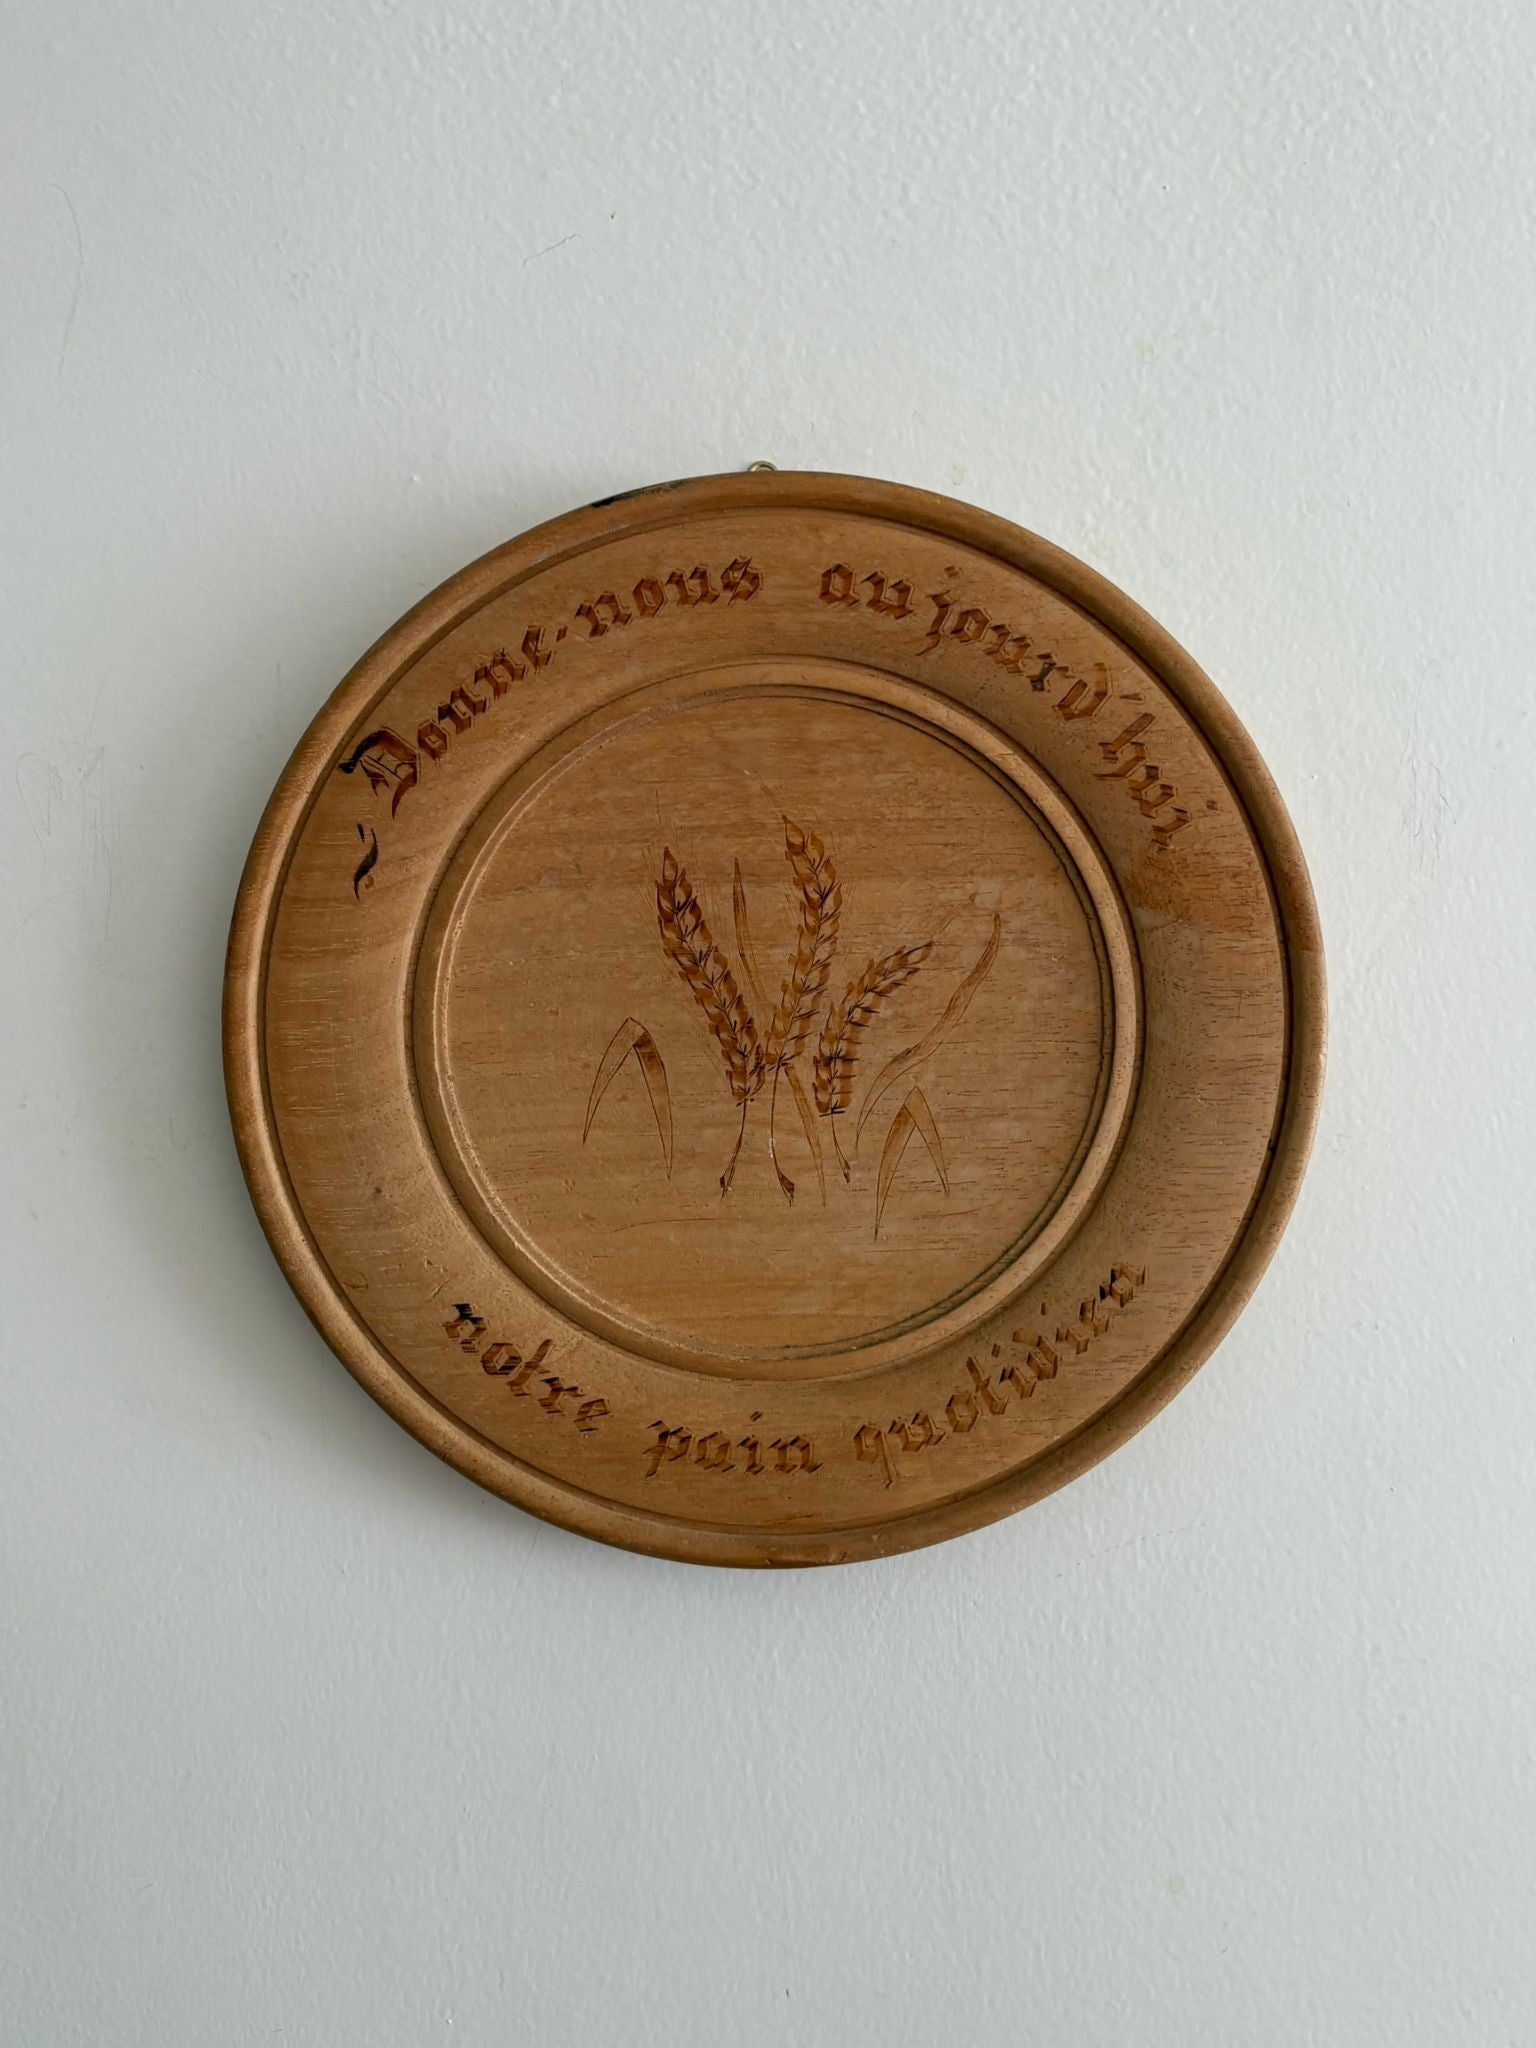 Donne-nous aujourd'hui
notre pain quotidien